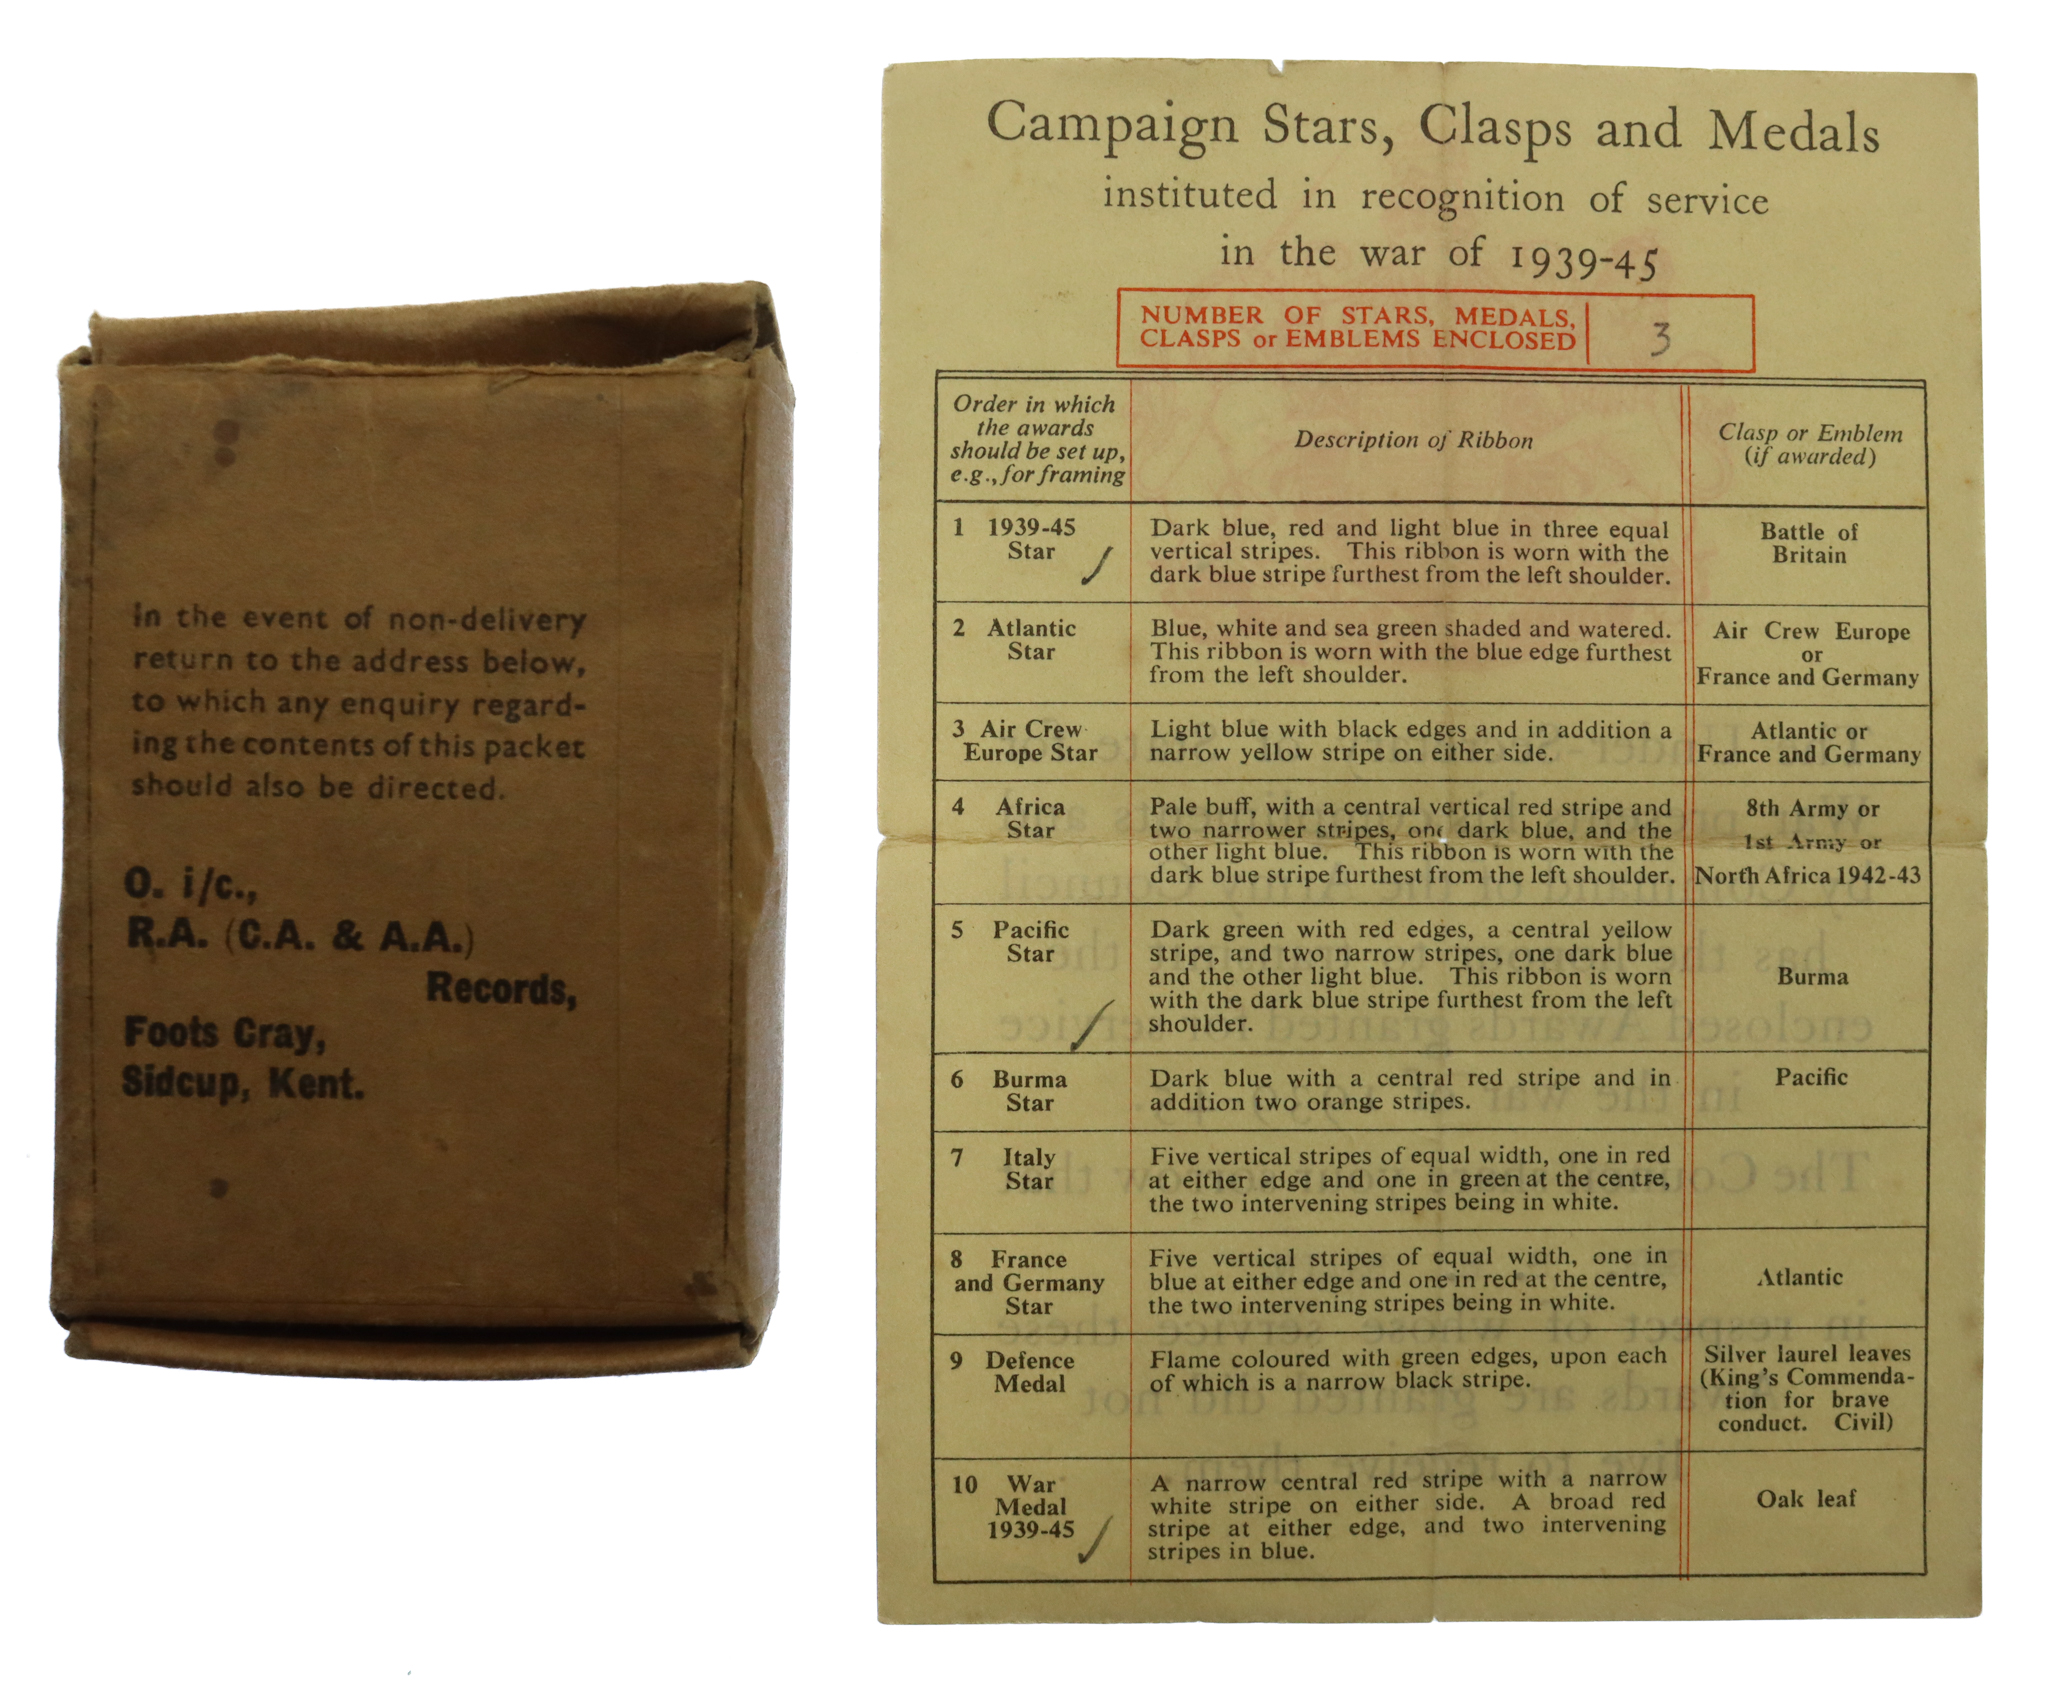 In the event of non-delivery
return to the address below,
to which any enquiry regard-
ing the contents of this packet
should also be directed.
O. i/c.,
R.A. (C.A. & A.A.)
Records,
Foots Cray,
Sidcup, Kent.
Campaign Stars, Clasps and Medals
instituted in recognition of service
in the war of 1939-45
NUMBER OF STARS, MEDALS,
CLASPS or EMBLEMS ENCLOSED
3
Order in which
the awards
should be set up,
e.g., for framing
Description of Ribbon
Clasp or Emblem
(if awarded)
1 1939-45
Star
Dark blue, red and light blue in three equal
vertical stripes. This ribbon is worn with the
dark blue stripe furthest from the left shoulder.
Battle of
Britain
2 Atlantic
Star
Blue, white and sea green shaded and watered.
This ribbon is worn with the blue edge furthest
from the left shoulder.
Air Crew Europe
or
France and Germany
3 Air Crew
Europe Star
Light blue with black edges and in addition a
narrow yellow stripe on either side.
Atlantic or
France and Germany
4 Africa
Star
Pale buff, with a central vertical red stripe and
two narrower stripes, one dark blue, and the
other light blue. This ribbon is worn with the
dark blue stripe furthest from the left shoulder.
8th Army or
1st Army or
North Africa 1942-43
5 Pacific
Star
Dark green with red edges, a central yellow
stripe, and two narrow stripes, one dark blue
and the other light blue. This ribbon is worn
with the dark blue stripe furthest from the left
shoulder.
Burma
6 Burma
Star
Dark blue with a central red stripe and in
addition two orange stripes.
Pacific
7 Italy
Star
Five vertical stripes of equal width, one in red
at either edge and one in green at the centre,
the two intervening stripes being in white.
8 France
and Germany
Star
Five vertical stripes of equal width, one in
blue at either edge and one in red at the centre,
the two intervening stripes being in white.
Atlantic
9 Defence
Medal
Flame coloured with green edges, upon each
of which is a narrow black stripe.
Silver laurel leaves
(King's Commenda-
tion for brave
conduct. Civil)
10 War
Medal
1939-45
A narrow central red stripe with a narrow
white stripe on either side. A broad red
stripe at either edge, and two intervening
stripes in blue.
Oak leaf